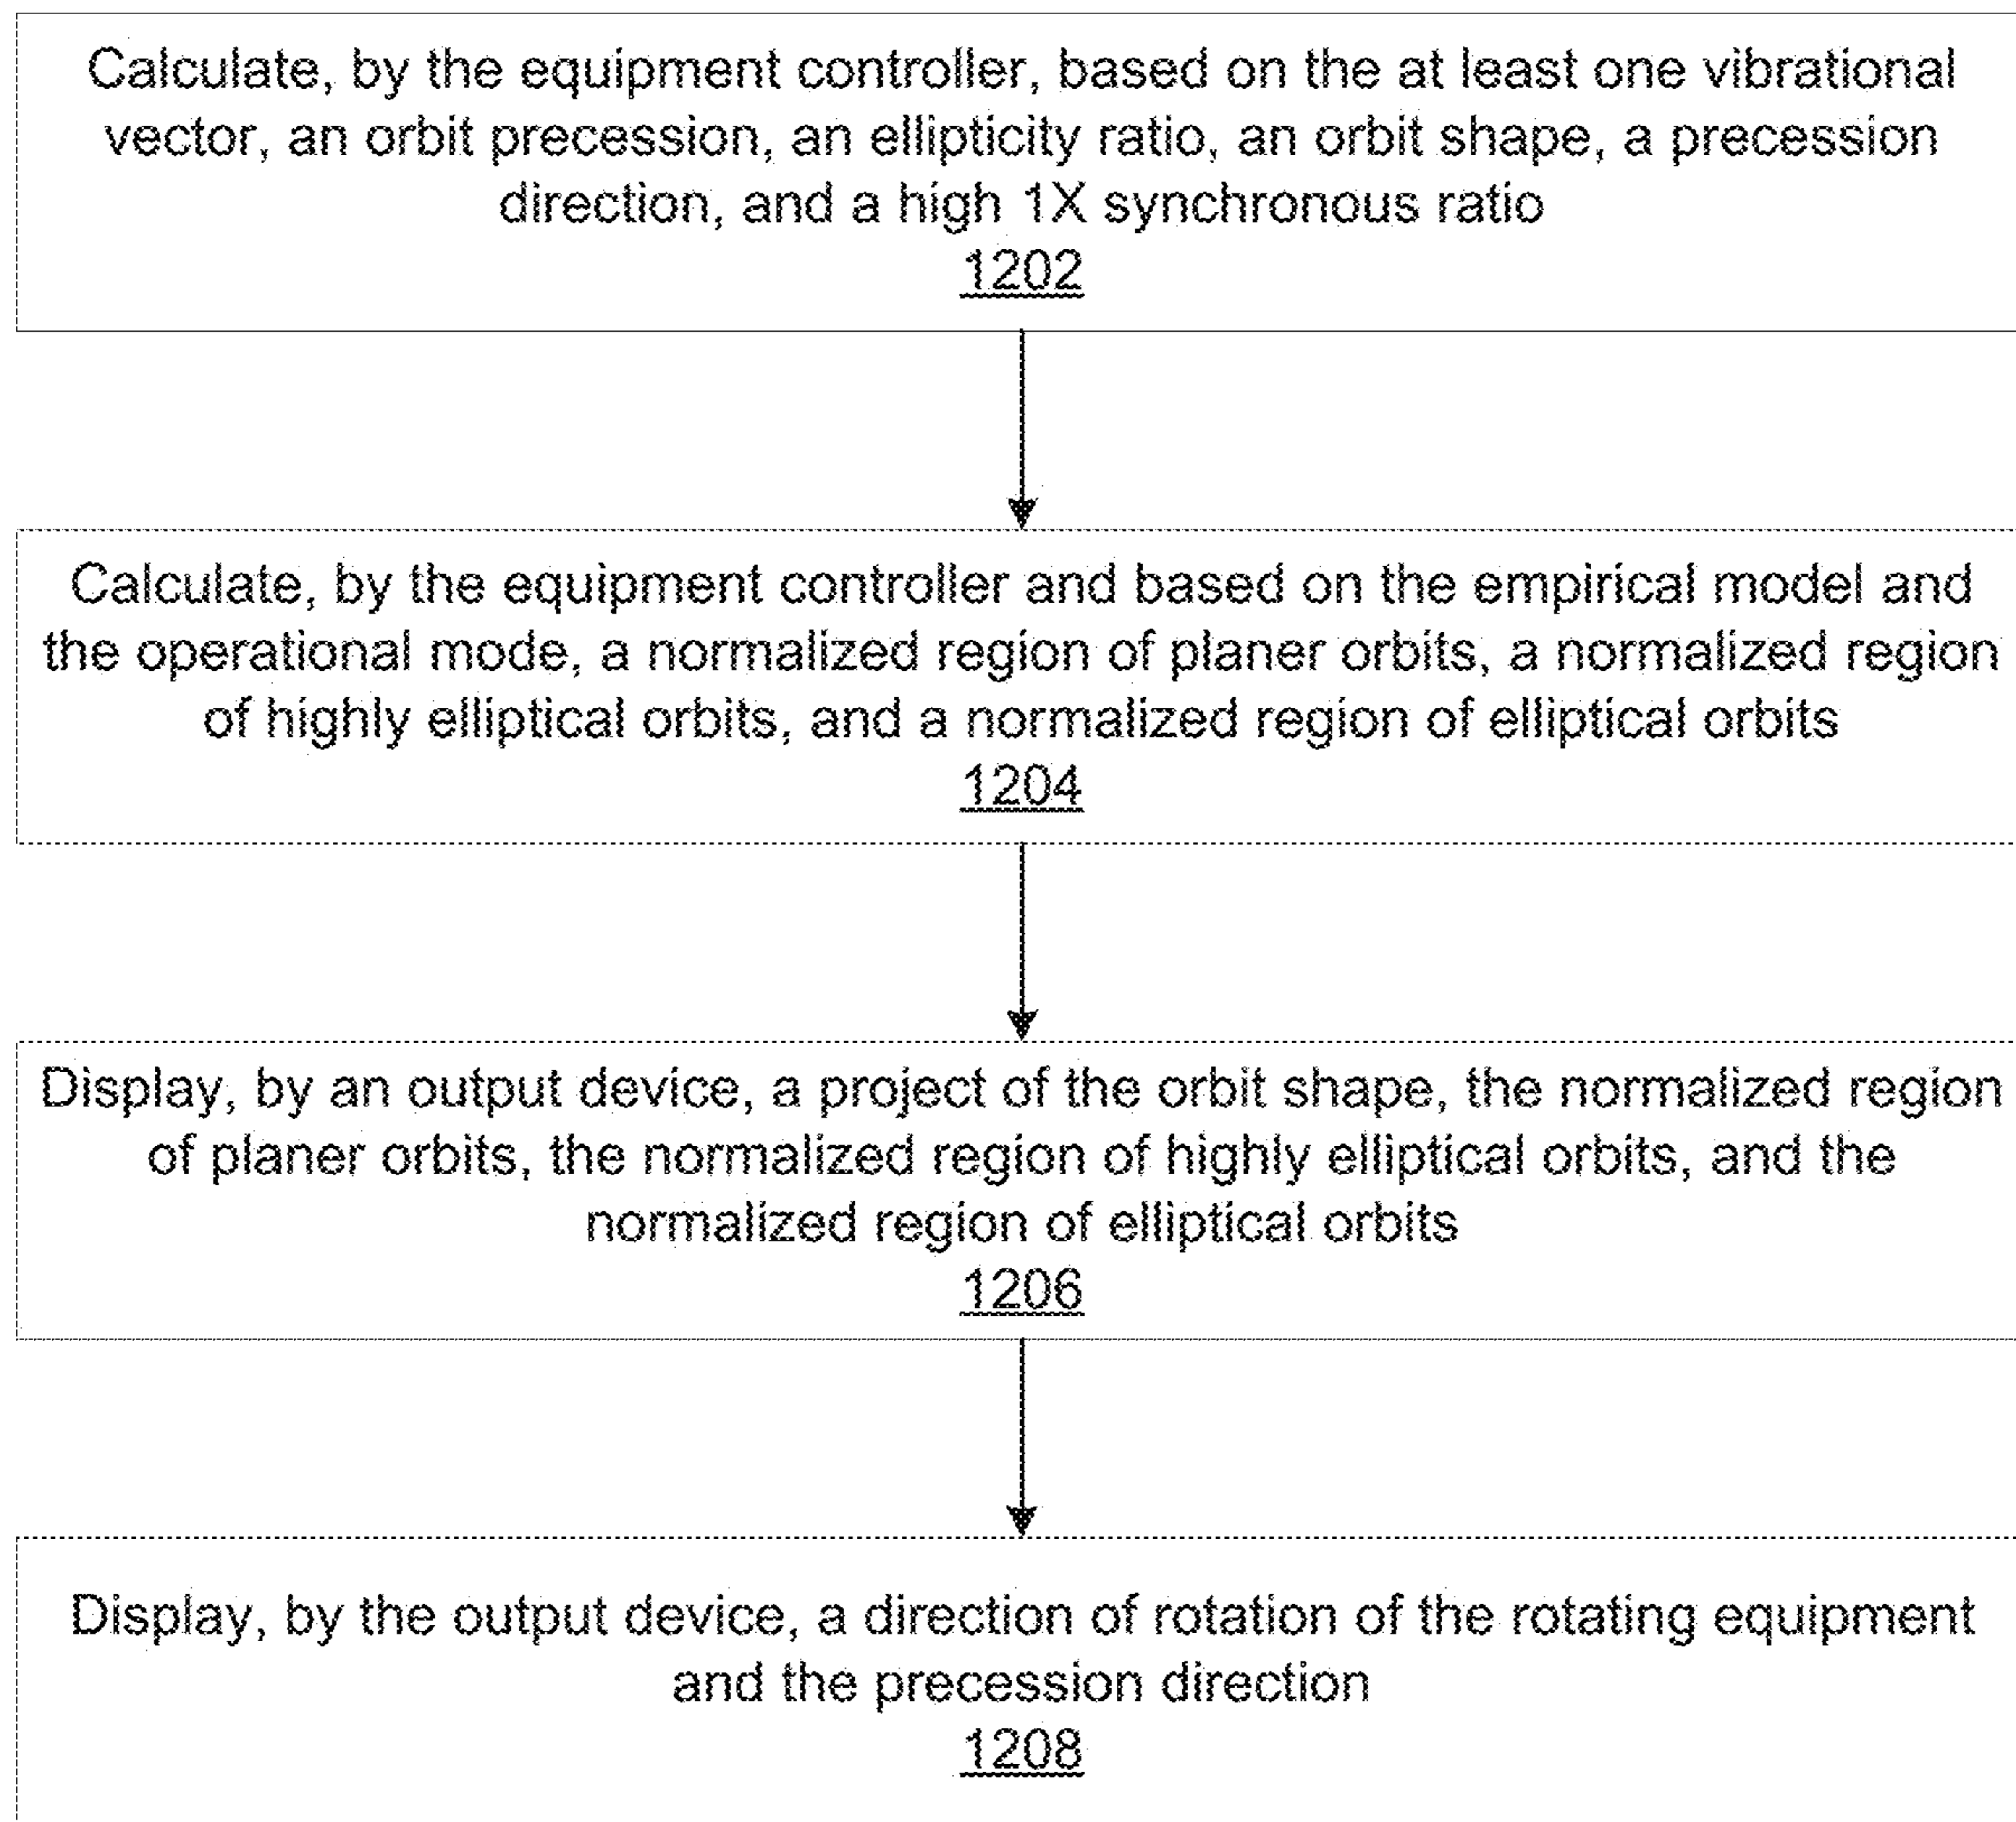 Calculate, by the equipment controller, based on the at least one vibrational
vector, an orbit precession, an ellipticity ratio, an orbit shape, a precession
direction, and a high 1X synchronous ratio
1202
Calculate, by the equipment controller and based on the empirical model and
the operational mode, a normalized region of planer orbits, a normalized region
of highly elliptical orbits, and a normalized region of elliptical orbits
1204
Display, by an output device, a project of the orbit shape, the normalized region
of planer orbits, the normalized region of highly elliptical orbits, and the
normalized region of elliptical orbits
1206
Display, by the output device, a direction of rotation of the rotating equipment
and the precession direction
1208